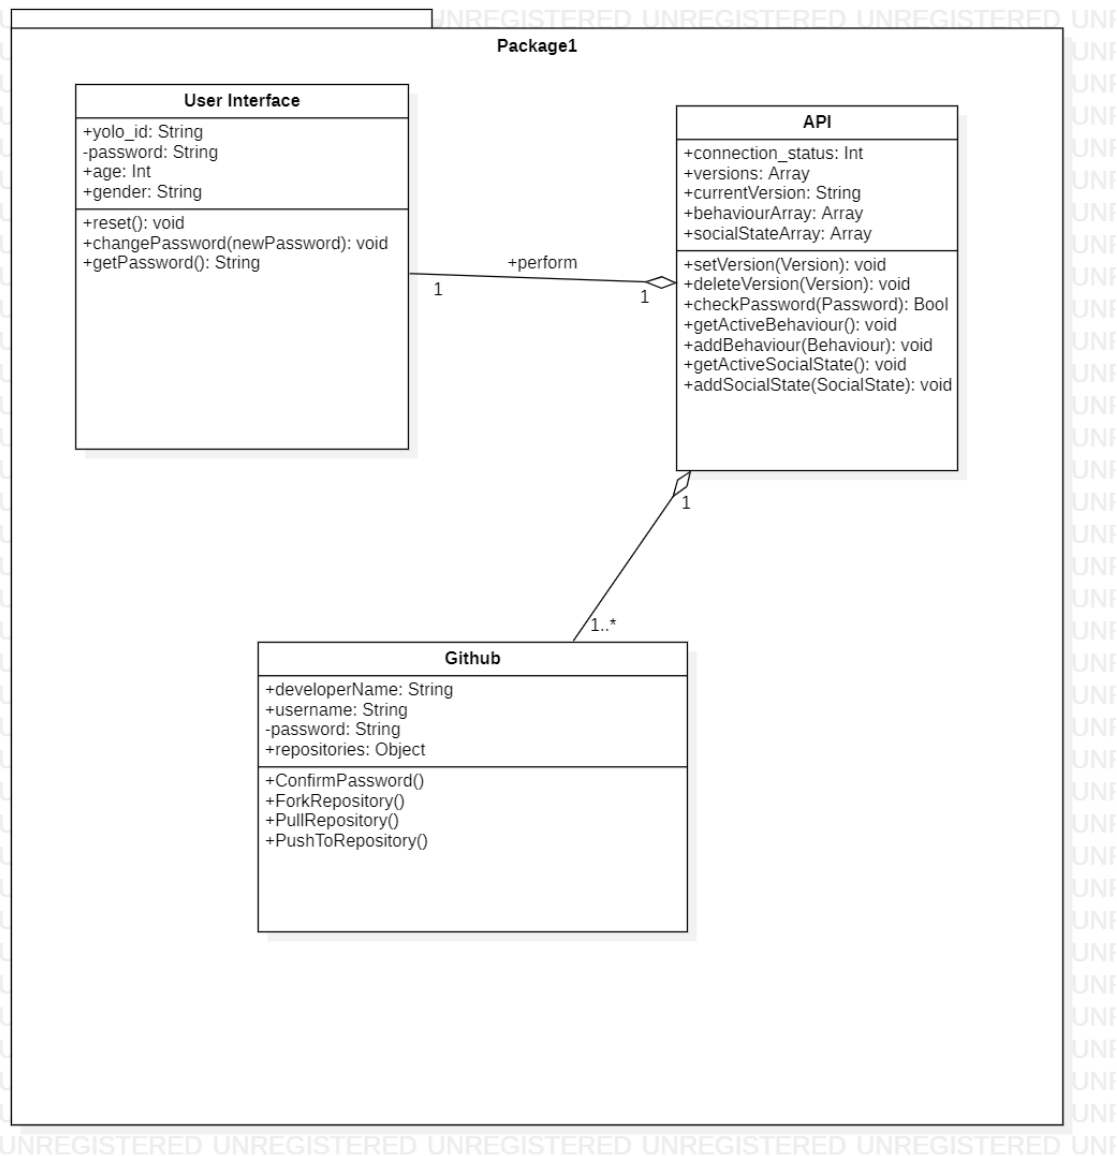 UNREGISTERED UNREGISTERED UNREGISTERED UNF
Package1
User Interface
+yolo_id: String
-password: String
+age: Int
+gender: String
+reset(): void
+changePassword(newPassword): void
+getPassword(): String
+perform
1
1
API
+connection_status: Int
+versions: Array
+currentVersion: String
+behaviourArray: Array
+socialStateArray: Array
+setVersion(Version): void
+deleteVersion(Version): void
+checkPassword(Password): Bool
+getActiveBehaviour(): void
+addBehaviour(Behaviour): void
+getActiveSocialState(): void
+addSocialState(SocialState): void
1
1..*
Github
+developerName: String
+username: String
-password: String
+repositories: Object
+ConfirmPassword()
+ForkRepository()
+PullRepository()
+PushToRepository()
UNREGISTERED UNREGISTERED UNREGISTERED UNREGISTERED UNREGISTERED UNF